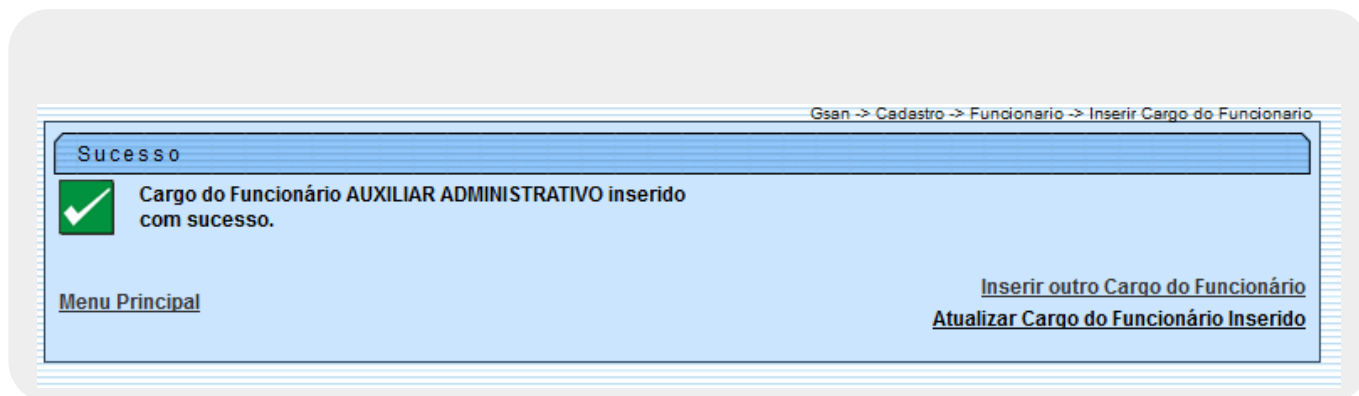 Gsan -> Cadastro -> Funcionario -> Inserir Cargo do Funcionario
Sucesso
Cargo do Funcionário AUXILIAR ADMINISTRATIVO inserido
com sucesso.
Inserir outro Cargo do Funcionário
Menu Principal
Atualizar Cargo do Funcionário Inserido